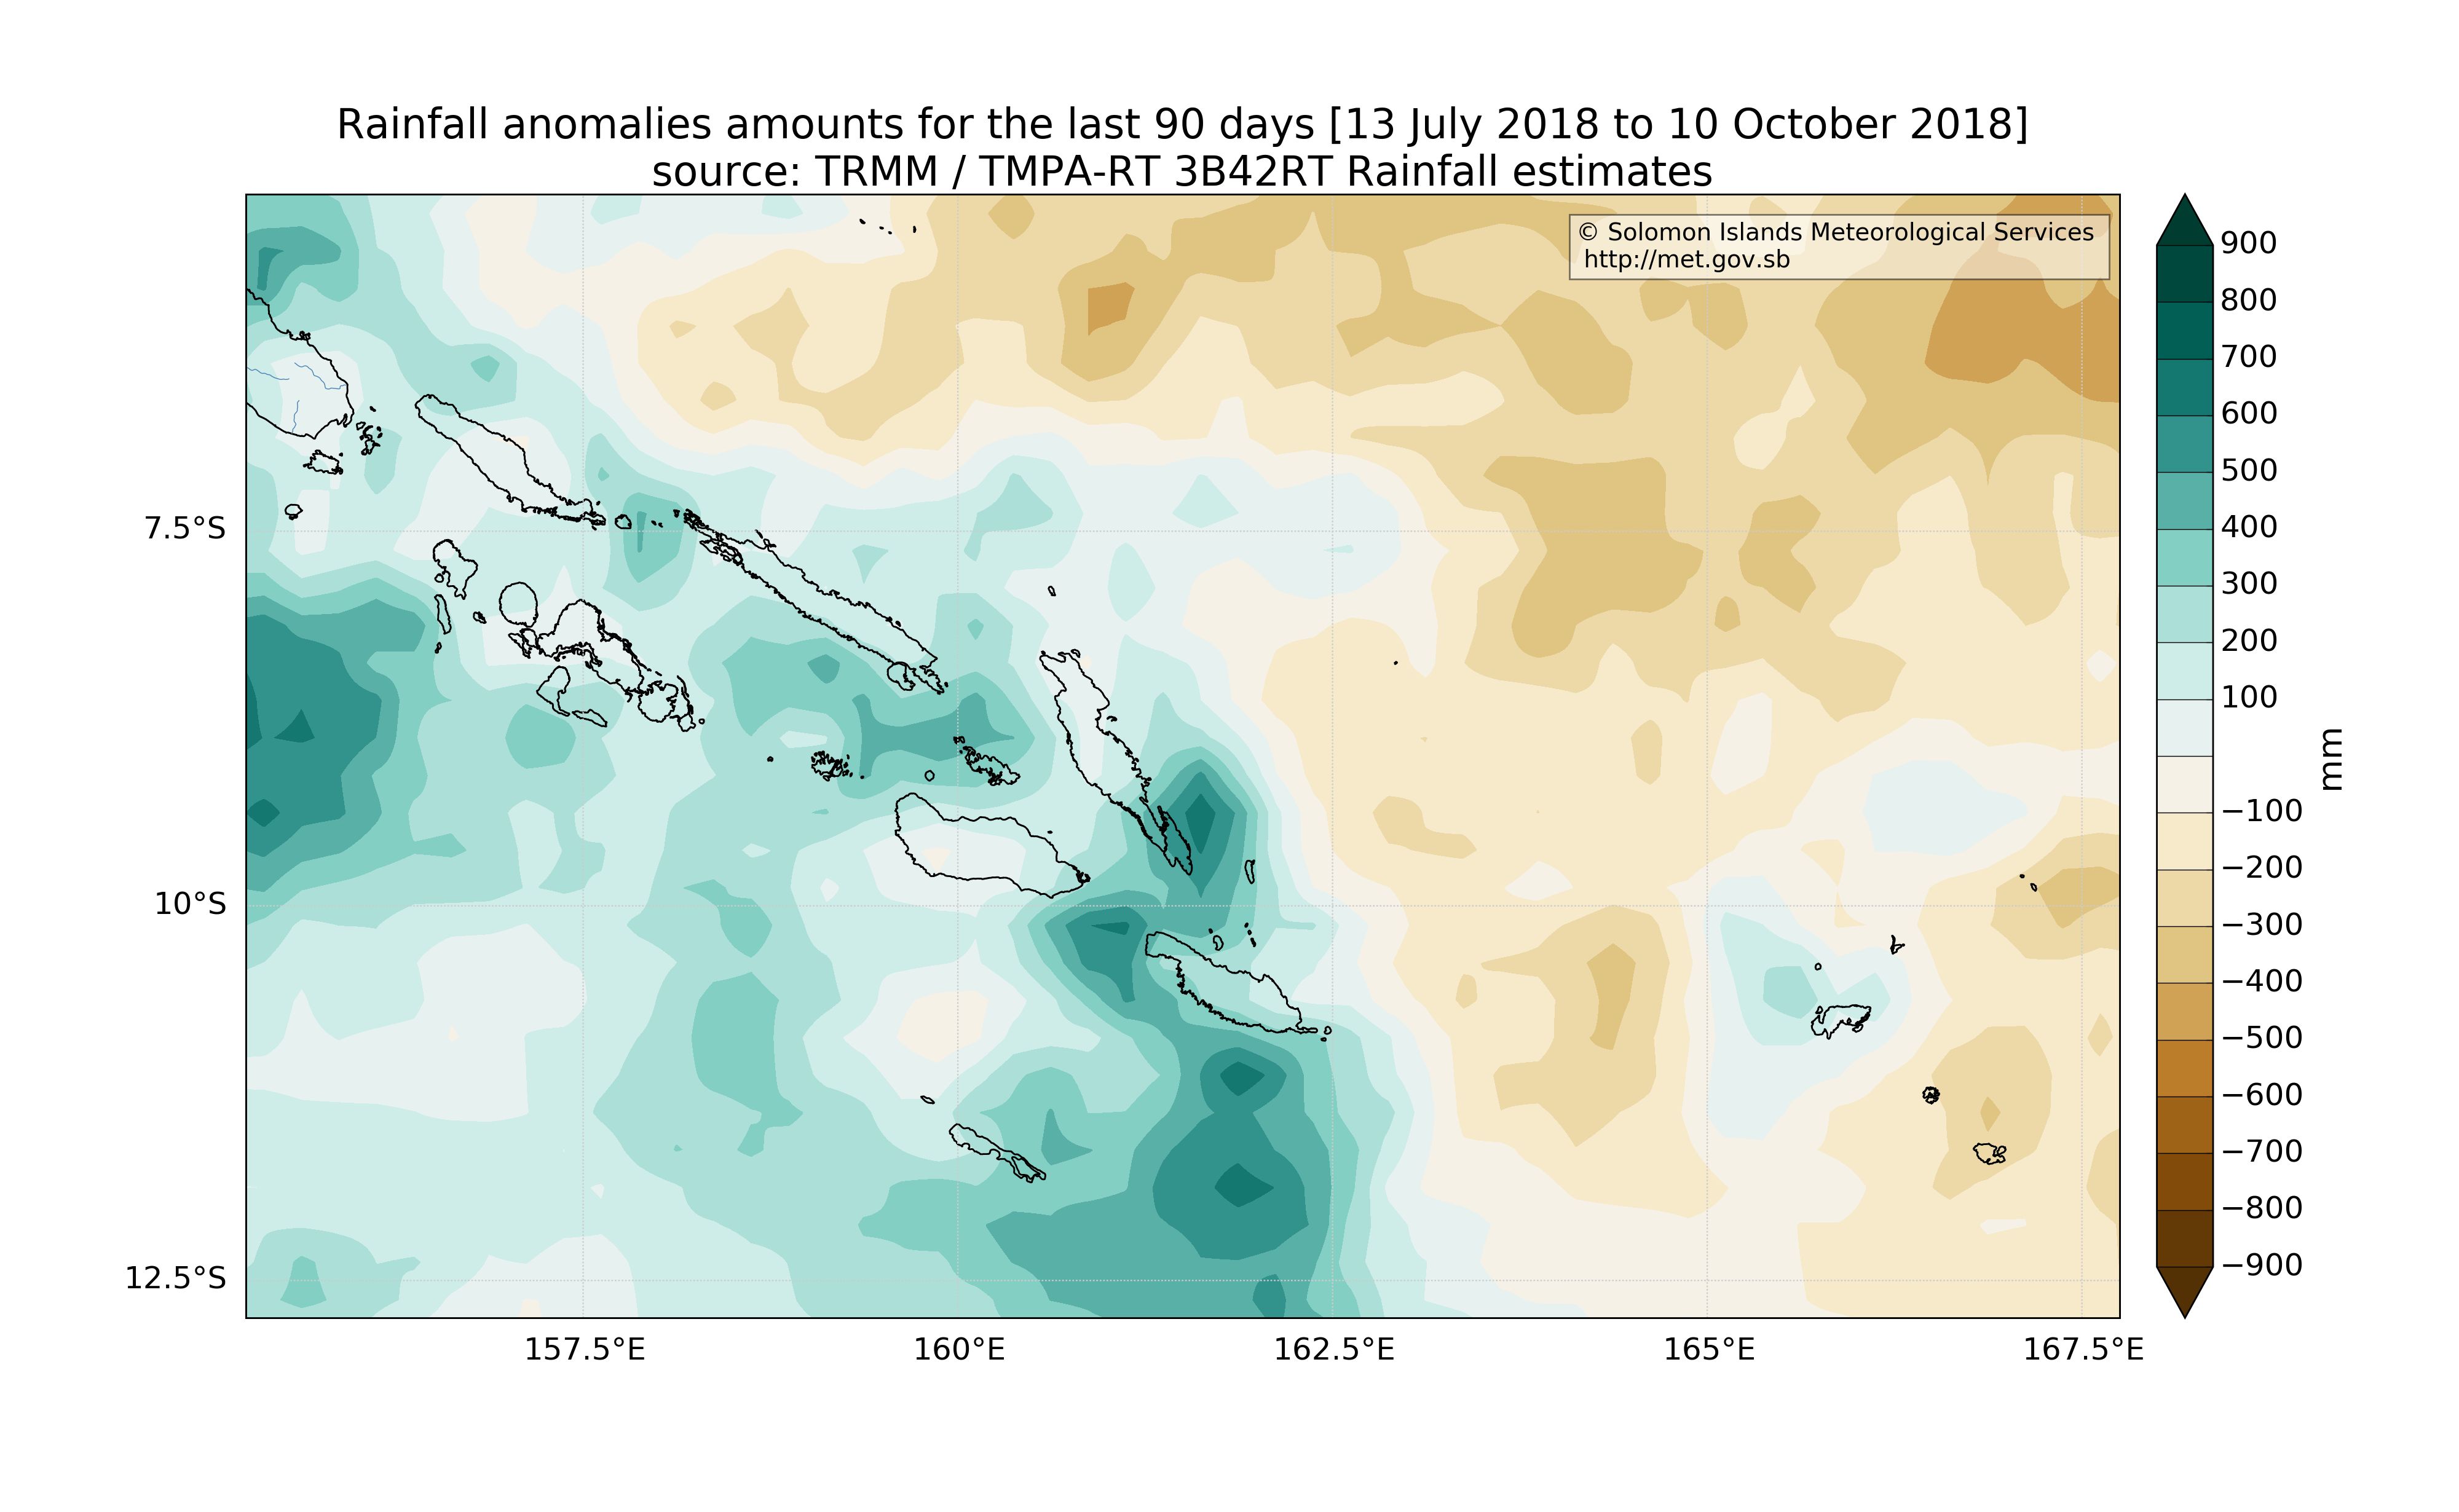 Rainfall anomalies amounts for the last 90 days [13 July 2018 to 10 October 2018]
source: TRMM / TMPA-RT 3B42RT Rainfall estimates
© Solomon Islands Meteorological Services
http://met.gov.sb
7.5°S
10°S
12.5°S
157.5°E
160°E
162.5°E
165°E
167.5°E
900
800
700
600
500
400
300
200
100
−100
−200
−300
−400
−500
−600
−700
−800
−900
mm